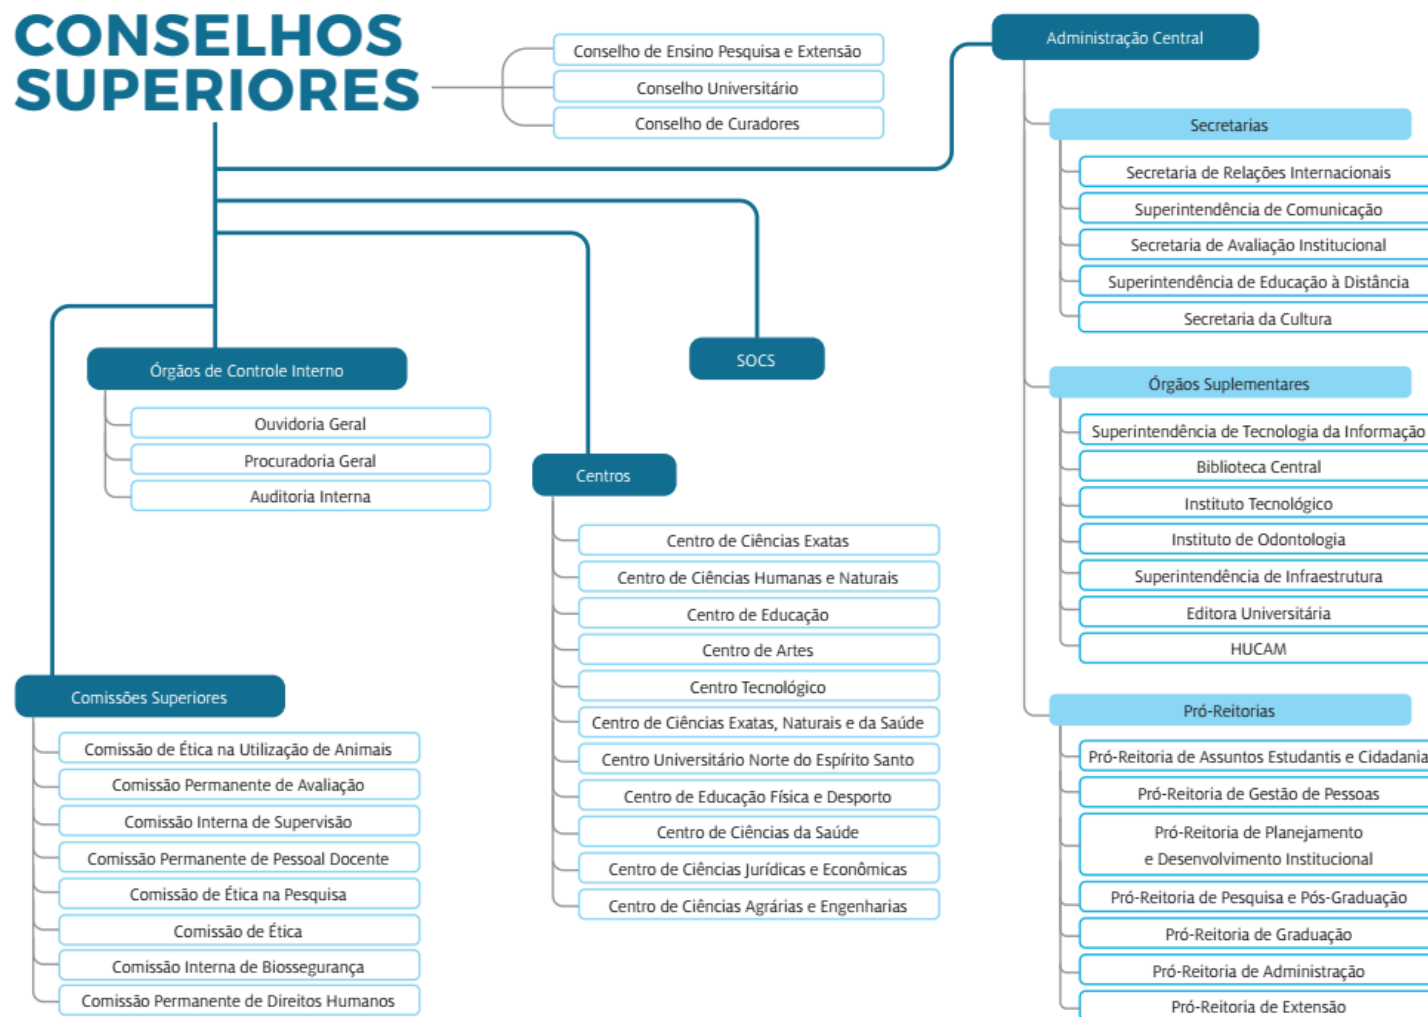 CONSELHOS
SUPERIORES
Conselho de Ensino Pesquisa e Extensão
Conselho Universitário
Conselho de Curadores
Administração Central
Secretarias
Secretaria de Relações Internacionais
Superintendência de Comunicação
Secretaria de Avaliação Institucional
Superintendência de Educação à Distância
Secretaria da Cultura
Órgãos Suplementares
Superintendência de Tecnologia da Informação
Biblioteca Central
Instituto Tecnológico
Instituto de Odontologia
Superintendência de Infraestrutura
Editora Universitária
HUCAM
Pró-Reitorias
Pró-Reitoria de Assuntos Estudantis e Cidadania
Pró-Reitoria de Gestão de Pessoas
Pró-Reitoria de Planejamento
e Desenvolvimento Institucional
Pró-Reitoria de Pesquisa e Pós-Graduação
Pró-Reitoria de Graduação
Pró-Reitoria de Administração
Pró-Reitoria de Extensão
SOCS
Centros
Centro de Ciências Exatas
Centro de Ciências Humanas e Naturais
Centro de Educação
Centro de Artes
Centro Tecnológico
Centro de Ciências Exatas, Naturais e da Saúde
Centro Universitário Norte do Espírito Santo
Centro de Educação Física e Desporto
Centro de Ciências da Saúde
Centro de Ciências Jurídicas e Econômicas
Centro de Ciências Agrárias e Engenharias
Órgãos de Controle Interno
Ouvidoria Geral
Procuradoria Geral
Auditoria Interna
Comissões Superiores
Comissão de Ética na Utilização de Animais
Comissão Permanente de Avaliação
Comissão Interna de Supervisão
Comissão Permanente de Pessoal Docente
Comissão de Ética na Pesquisa
Comissão de Ética
Comissão Interna de Biossegurança
Comissão Permanente de Direitos Humanos